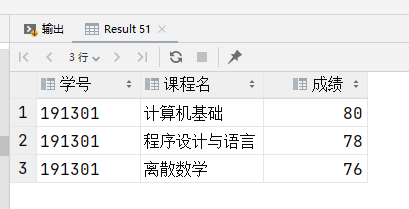 输出 Result 51
3 行
学号 课程名 成绩
1 191301 计算机基础 80
2 191301 程序设计与语言 78
3 191301 离散数学 76